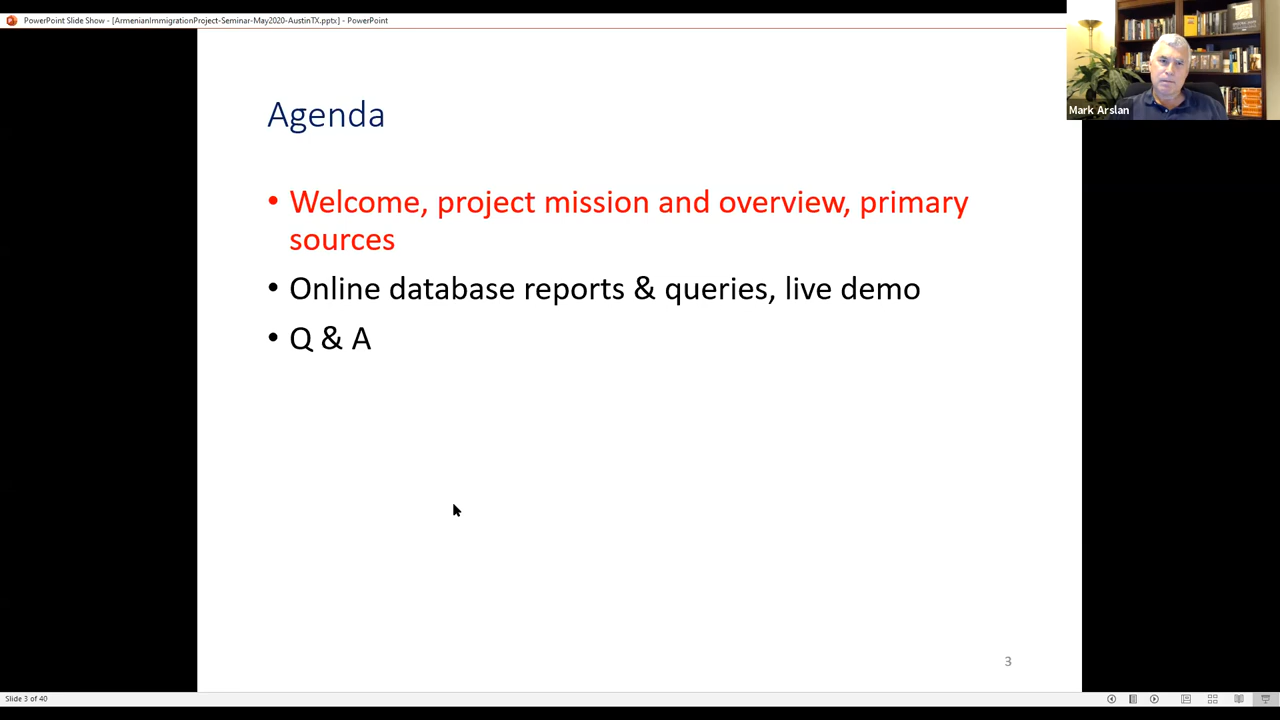 PowerPoint Slide Show - [ArmenianImmigrationProject-Seminar-May2020-AustinTX.pptx] - PowerPoint
Mark Arslan
Agenda
• Welcome, project mission and overview, primary
sources
• Online database reports & queries, live demo
• Q & A
3
Slide 3 of 40